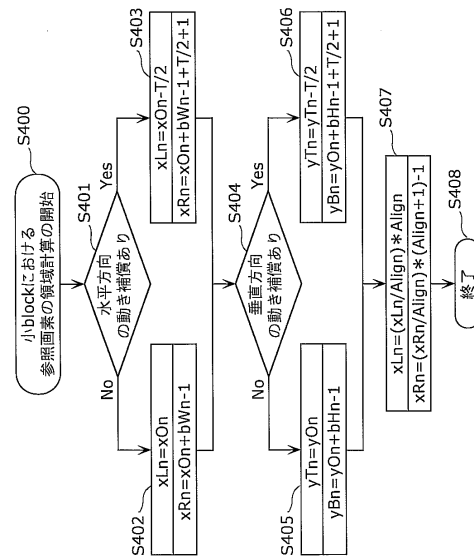 S400
小blockにおける
参照画素の領域計算の開始
S401
水平方向
の動き補償あり
No
Yes
S402
xLn=xOn
xRn=xOn+bWn-1
S403
xLn=xOn-T/2
xRn=xOn+bWn-1+T/2+1
S404
垂直方向
の動き補償あり
No
Yes
S405
yTn=yOn
yBn=yOn+bHn-1
S406
yTn=yTn-T/2
yBn=yOn+bHn-1+T/2+1
S407
xLn=(xLn/Align)*Align
xRn=(xRn/Align)*(Align+1)-1
S408
終了